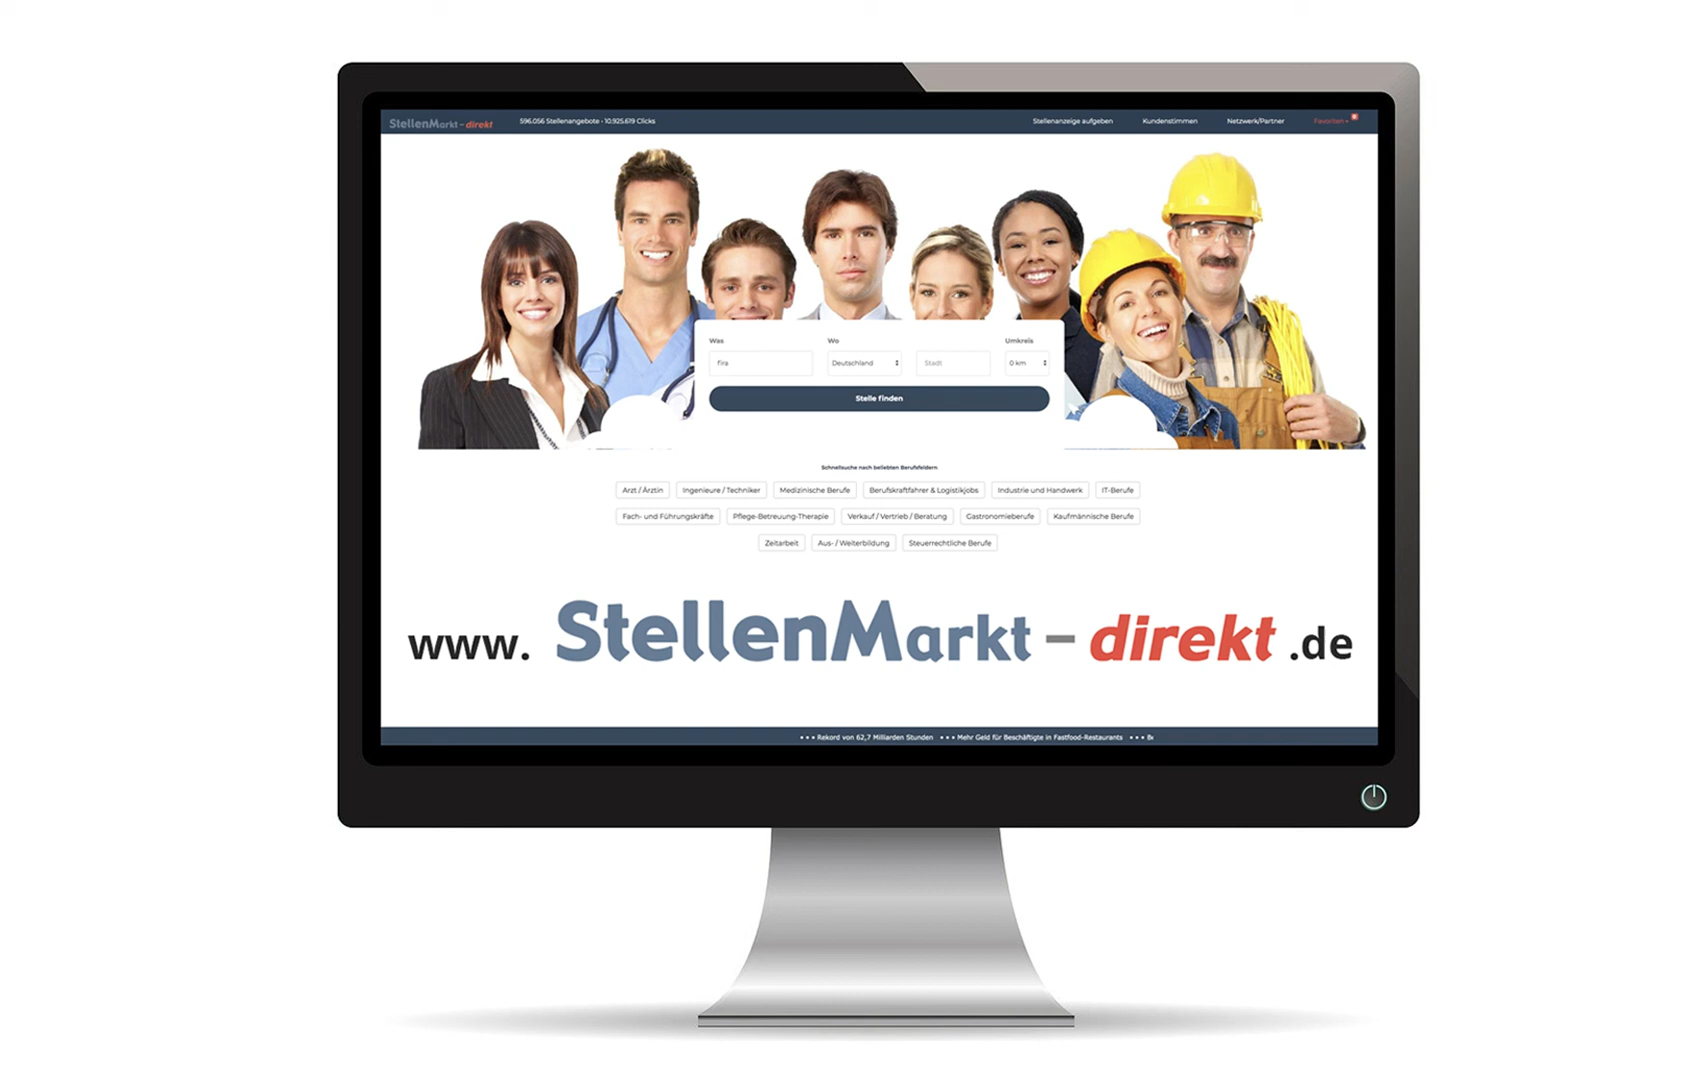 StellenMarkt-direkt 596.056 Stellenangebote - 10.925.619 Clicks Stellenanzeige aufgeben Kundenstimmen Netzwerk/Partner Favoriten
Was Wo Umkreis
fira Deutschland Stadt 0 km
Stelle finden
Schnellsuche nach beliebten Berufsfeldern
Arzt / Ärztin Ingenieure / Techniker Medizinische Berufe Berufskraftfahrer & Logistikjobs Industrie und Handwerk IT-Berufe
Fach- und Führungskräfte Pflege-Betreuung-Therapie Verkauf / Vertrieb / Beratung Gastronomieberufe Kaufmännische Berufe
Zeitarbeit Aus- / Weiterbildung Steuerrechtliche Berufe
www. StellenMarkt-direkt .de
• • • Rekord von 62,7 Milliarden Stunden • • • Mehr Geld für Beschäftigte in Fastfood-Restaurants • • •